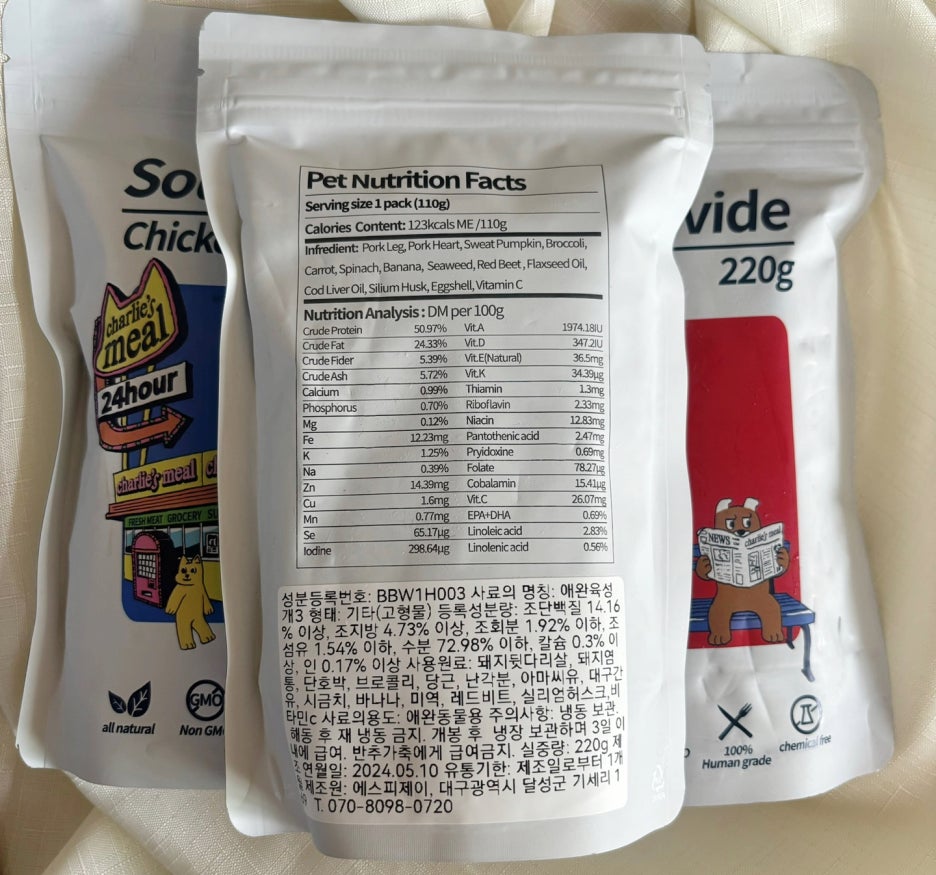 Pet Nutrition Facts
Serving size 1 pack (110g)
Calories Content: 123kcals ME /110g
Infredient: Pork Leg, Pork Heart, Sweat Pumpkin, Broccoli,
Carrot, Spinach, Banana, Seaweed, Red Beet, Flaxseed Oil,
Cod Liver Oil, Silium Husk, Eggshell, Vitamin C
Nutrition Analysis : DM per 100g
Crude Protein 50.97% Vit.A 1974.18IU
Crude Fat 24.33% Vit.D 347.2IU
Crude Fider 5.39% Vit.E(Natural) 36.5mg
Crude Ash 5.72% Vit.K 34.39μg
Calcium 0.99% Thiamin 1.3mg
Phosphorus 0.70% Riboflavin 2.33mg
Mg 0.12% Niacin 12.83mg
Fe 12.23mg Pantothenic acid 2.47mg
K 1.25% Pryidoxine 0.69mg
Na 0.39% Folate 78.27μg
Zn 14.39mg Cobalamin 15.41μg
Cu 1.6mg Vit.C 26.07mg
Mn 0.77mg EPA+DHA 0.69%
Se 65.17μg Linoleic acid 2.83%
Iodine 298.64μg Linolenic acid 0.56%
성분등록번호: BBW1H003 사료의 명칭: 애완육성
개3 형태: 기타(고형물) 등록성분량: 조단백질 14.16
% 이상, 조지방 4.73% 이상, 조회분 1.92% 이하, 조
섬유 1.54% 이하, 수분 72.98% 이하, 칼슘 0.3% 이
상, 인 0.17% 이상 사용원료: 돼지뒷다리살, 돼지염
통, 단호박, 브로콜리, 당근, 난각분, 아마씨유, 대구간
유, 시금치, 바나나, 미역, 레드비트, 실리엄허스크,비
타민c 사료의용도: 애완동물용 주의사항: 냉동 보관.
해동 후 재 냉동 금지. 개봉 후 냉장 보관하며 3일 이
내에 급여. 반추가축에게 급여금지. 실중량: 220g 제
조연월일: 2024.05.10 유통기한: 제조일로부터 1개
월 제조원: 에스피제이, 대구광역시 달성군 기세리 1
T. 070-8098-0720
Chick
charlie's
meal
24hour
charlie's meal
FRESH MEAT GROCERY
all natural
GMO
Non GM
vide
220g
NEWS
charlie's meal
100%
Human grade
chemical free